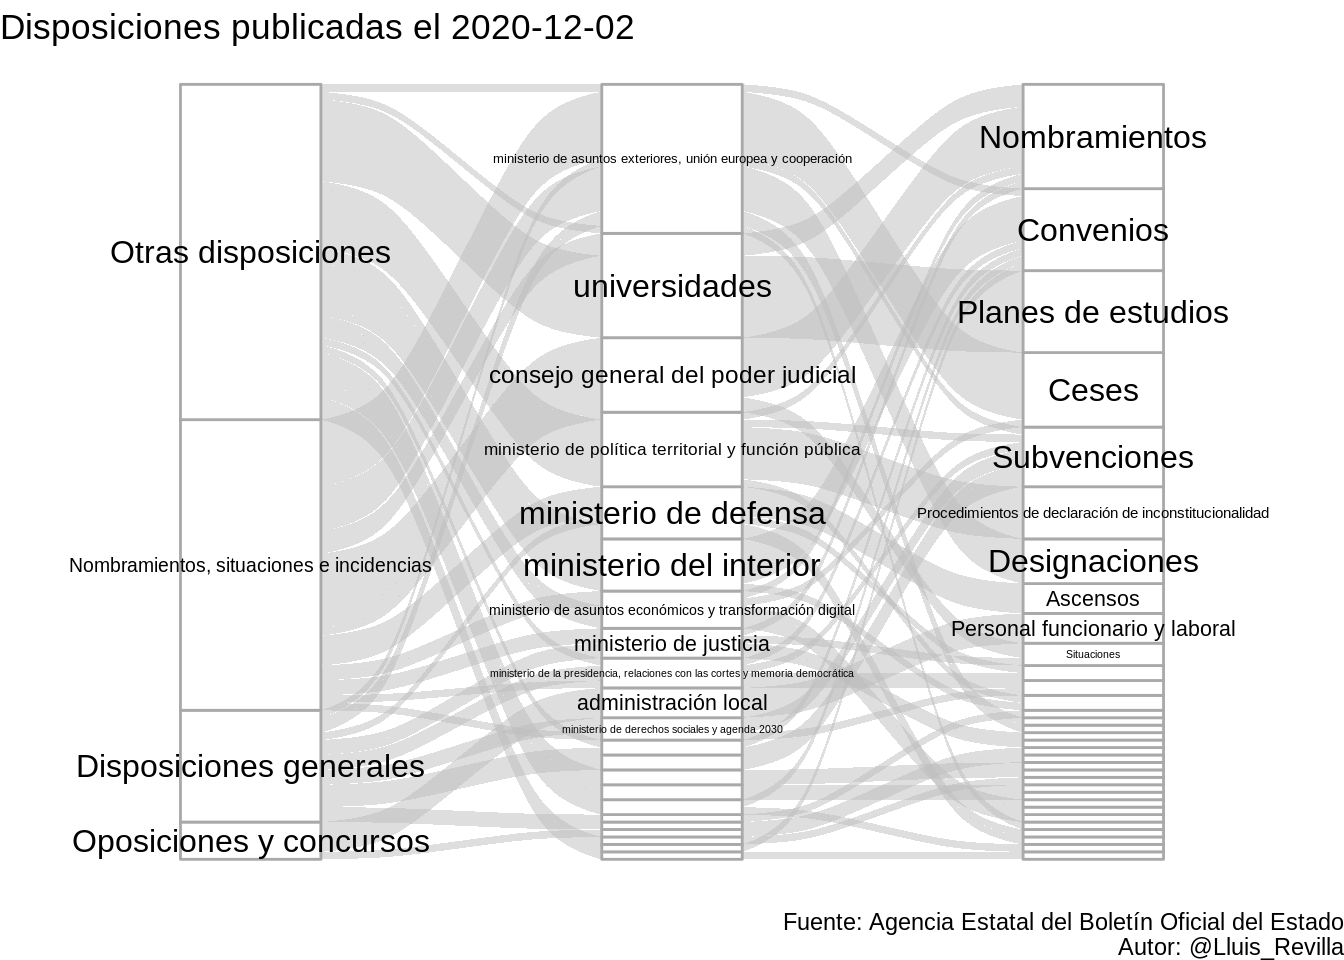 Disposiciones publicadas el 2020-12-02
Otras disposiciones
Nombramientos, situaciones e incidencias
Disposiciones generales
Oposiciones y concursos
ministerio de asuntos exteriores, unión europea y cooperación
universidades
consejo general del poder judicial
ministerio de política territorial y función pública
ministerio de defensa
ministerio del interior
ministerio de asuntos económicos y transformación digital
ministerio de justicia
ministerio de la presidencia, relaciones con las cortes y memoria democrática
administración local
ministerio de derechos sociales y agenda 2030
Nombramientos
Convenios
Planes de estudios
Ceses
Subvenciones
Procedimientos de declaración de inconstitucionalidad
Designaciones
Ascensos
Personal funcionario y laboral
Situaciones
Fuente: Agencia Estatal del Boletín Oficial del Estado
Autor: @Lluis_Revilla